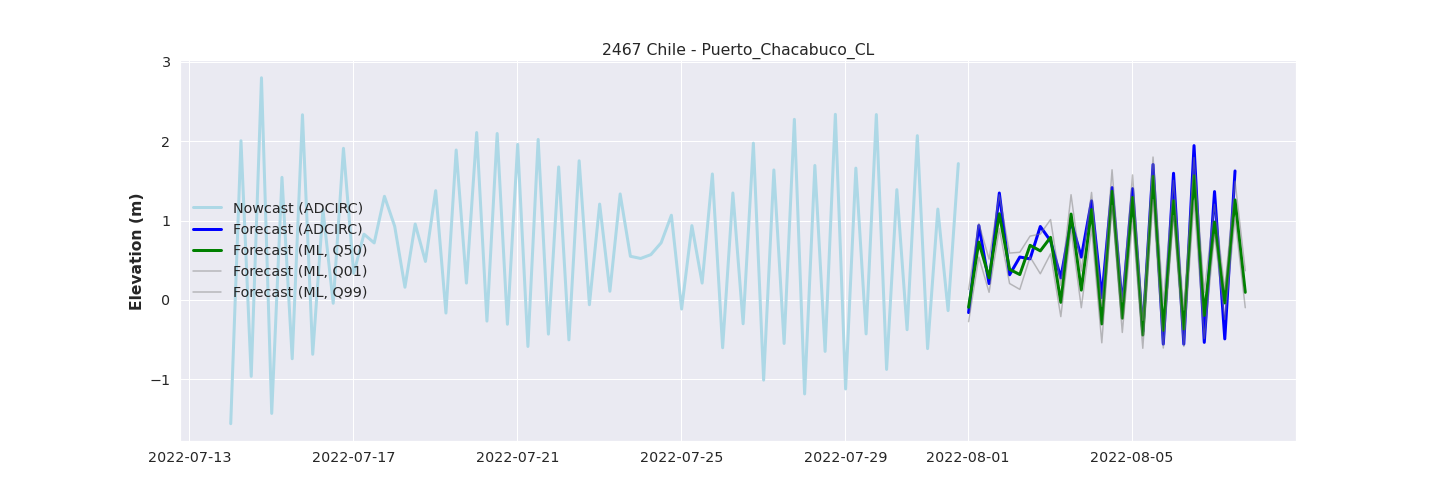 2467 Chile - Puerto_Chacabuco_CL
Elevation (m)
3
2
1
0
−1
Nowcast (ADCIRC)
Forecast (ADCIRC)
Forecast (ML, Q50)
Forecast (ML, Q01)
Forecast (ML, Q99)
2022-07-13 2022-07-17 2022-07-21 2022-07-25 2022-07-29 2022-08-01 2022-08-05